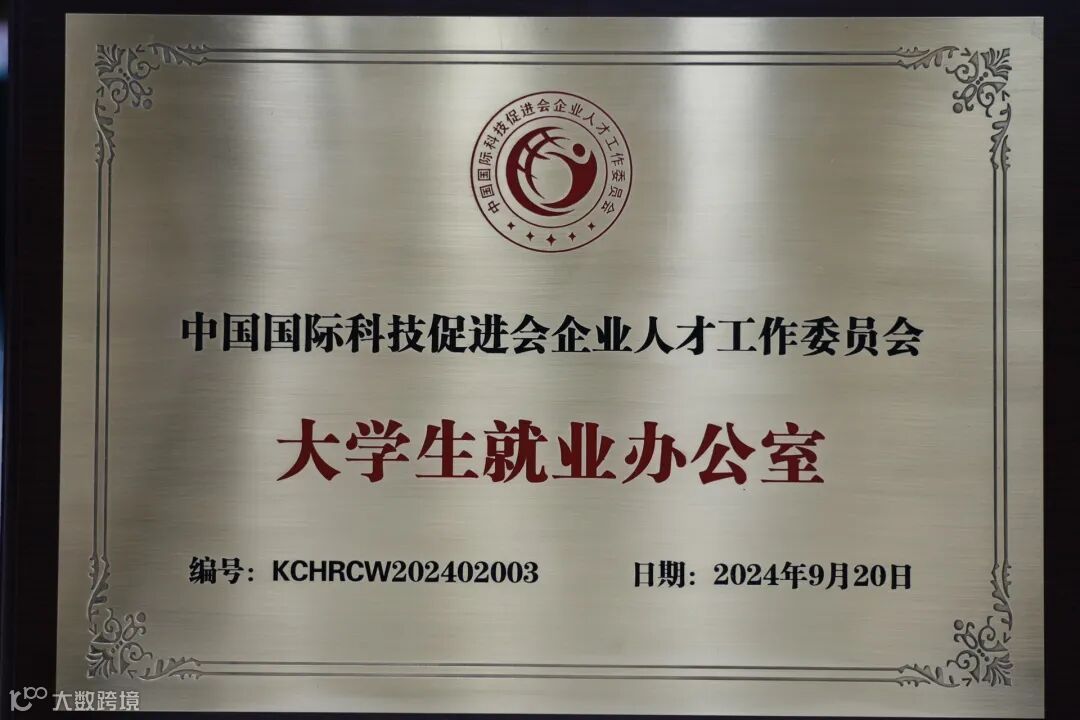 中国国际科技促进会企业人才工作委员会
中国国际科技促进会企业人才工作委员会
大学生就业办公室
编号：KCHRCW202402003
日期：2024年9月20日
大数跨境